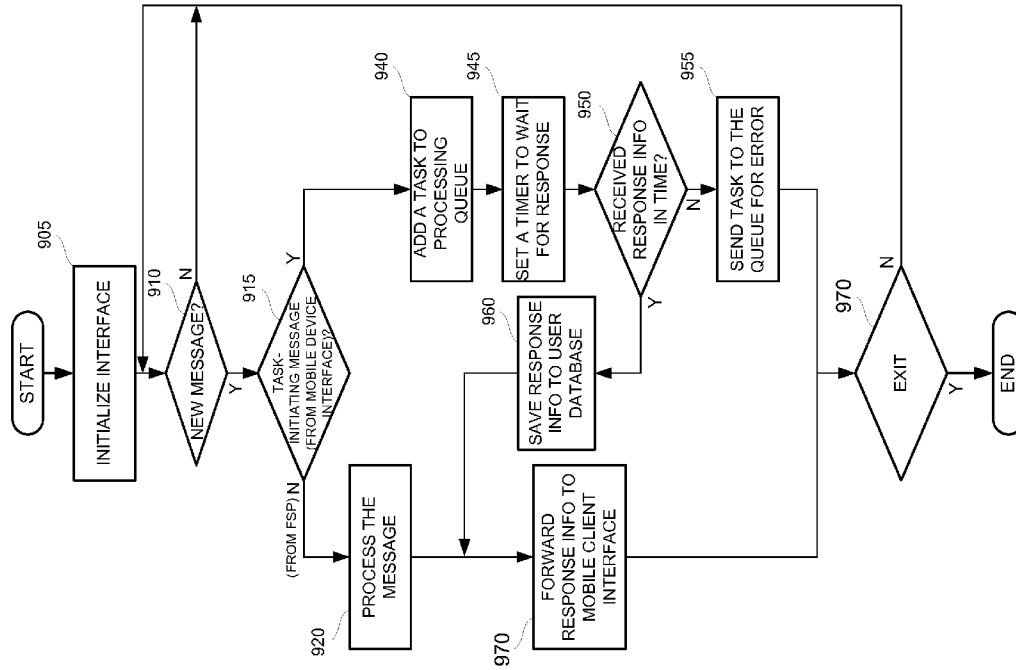 START
905
INITIALIZE INTERFACE
910
NEW MESSAGE?
N
Y
915
TASK-
INITIATING MESSAGE
(FROM MOBILE DEVICE
INTERFACE)?
(FROM FSP) N
Y
920
PROCESS THE
MESSAGE
940
ADD A TASK TO
PROCESSING
QUEUE
945
SET A TIMER TO WAIT
FOR RESPONSE
950
RECEIVED
RESPONSE INFO
IN TIME?
Y
N
960
SAVE RESPONSE
INFO TO USER
DATABASE
955
SEND TASK TO THE
QUEUE FOR ERROR
970
FORWARD
RESPONSE INFO TO
MOBILE CLIENT
INTERFACE
970
EXIT
N
Y
END